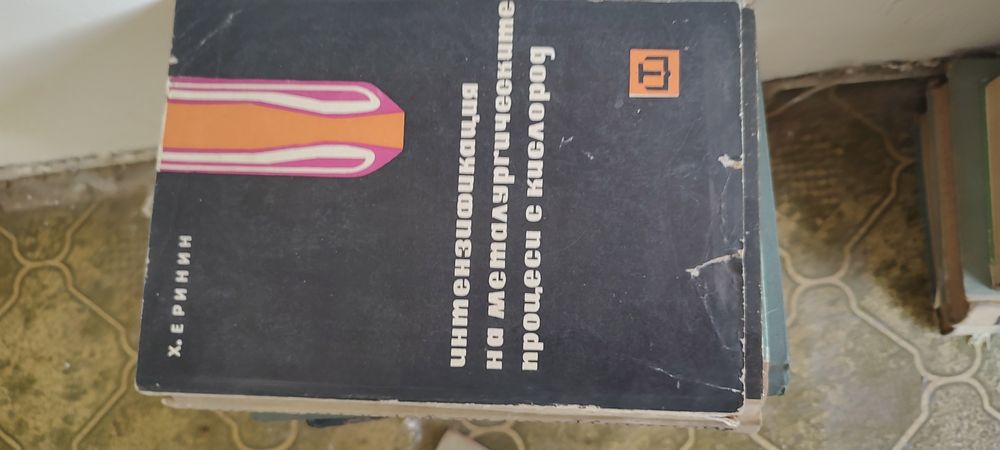 Х. ЕРИНИН
интензификация
на металургическите
процеси с кислород